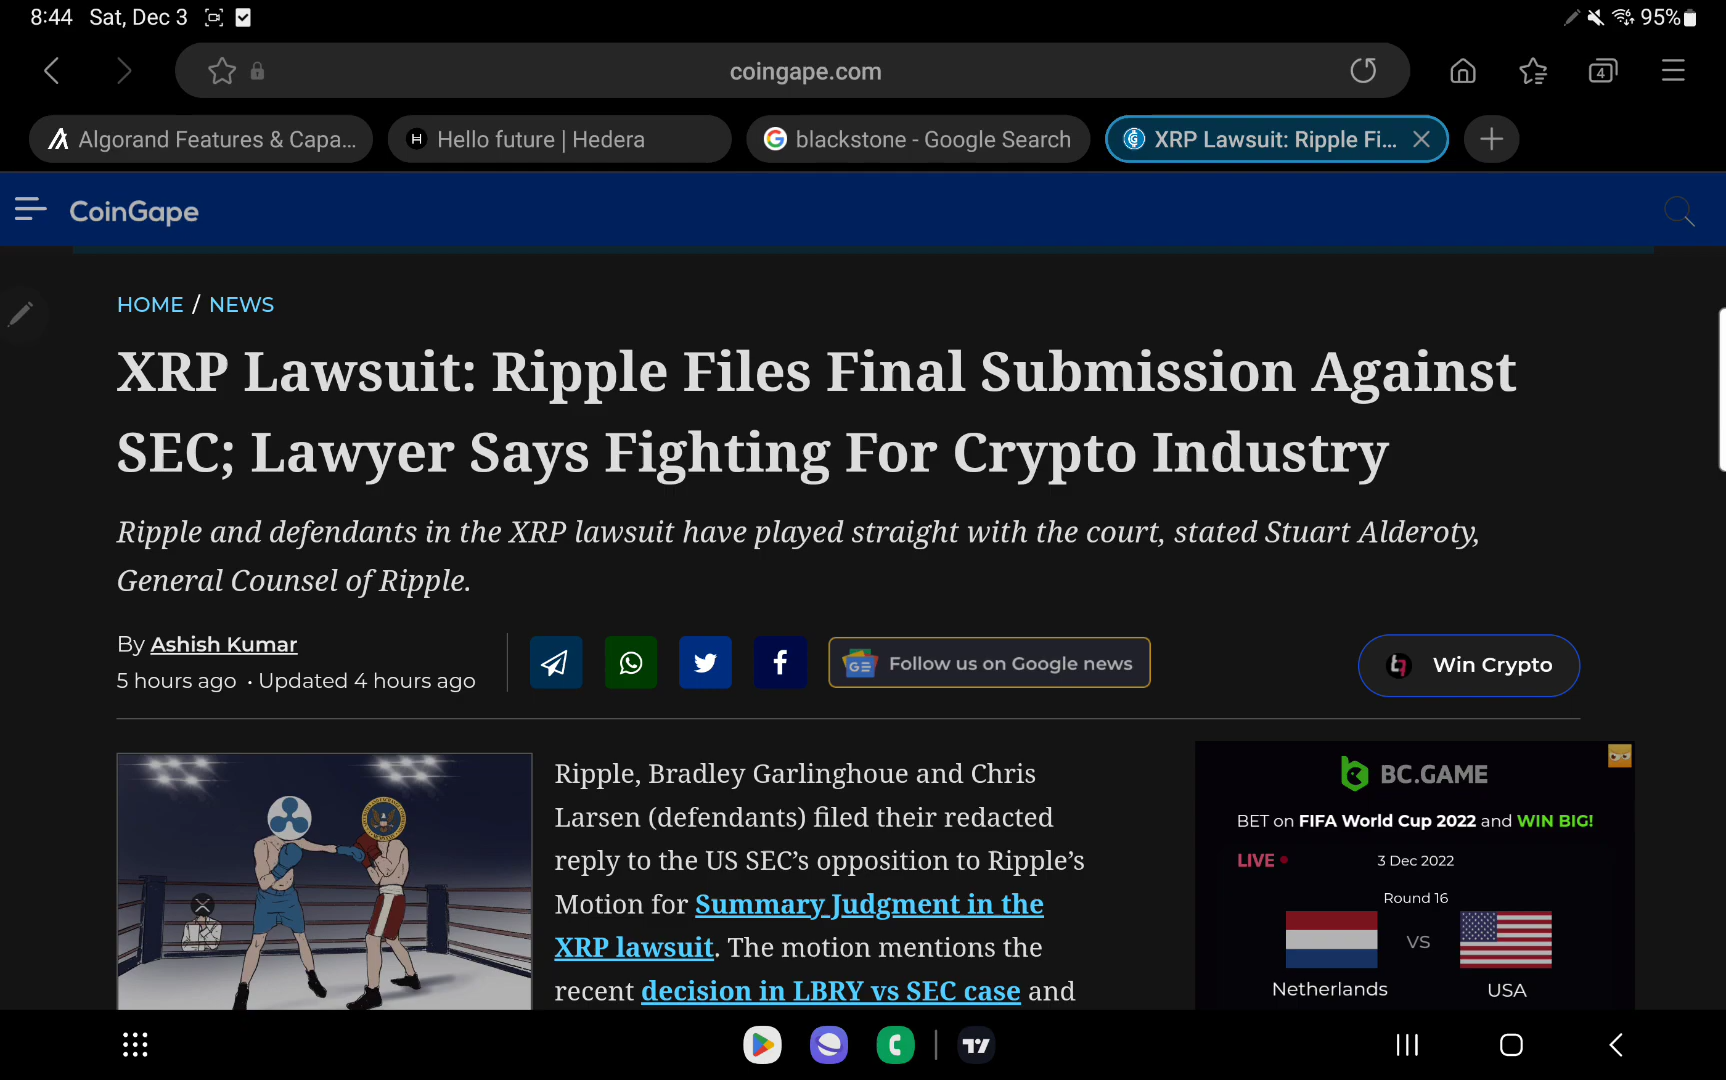 8:44 Sat, Dec 3 95%
coingape.com
4
Algorand Features & Capa...
Hello future | Hedera
blackstone - Google Search
XRP Lawsuit: Ripple Fi...
CoinGape
HOME / NEWS
XRP Lawsuit: Ripple Files Final Submission Against
SEC; Lawyer Says Fighting For Crypto Industry
Ripple and defendants in the XRP lawsuit have played straight with the court, stated Stuart Alderoty,
General Counsel of Ripple.
By Ashish Kumar
5 hours ago • Updated 4 hours ago
Follow us on Google news
Win Crypto
Ripple, Bradley Garlinghoue and Chris
Larsen (defendants) filed their redacted
reply to the US SEC’s opposition to Ripple’s
Motion for Summary Judgment in the
XRP lawsuit. The motion mentions the
recent decision in LBRY vs SEC case and
BC.GAME
BET on FIFA World Cup 2022 and WIN BIG!
LIVE 3 Dec 2022
Round 16
VS
Netherlands USA